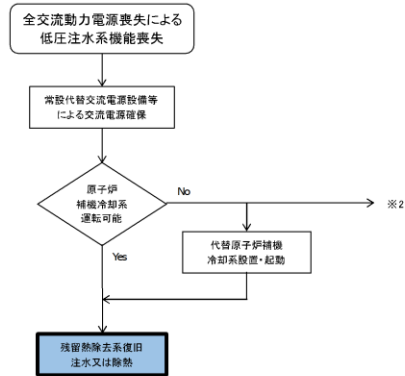 全交流動力電源喪失による
低圧注水系機能喪失
常設代替交流電源設備等
による交流電源確保
原子炉
補機冷却系
運転可能
No
※2
Yes
代替原子炉補機
冷却系設置・起動
残留熱除去系復旧
注水又は除熱